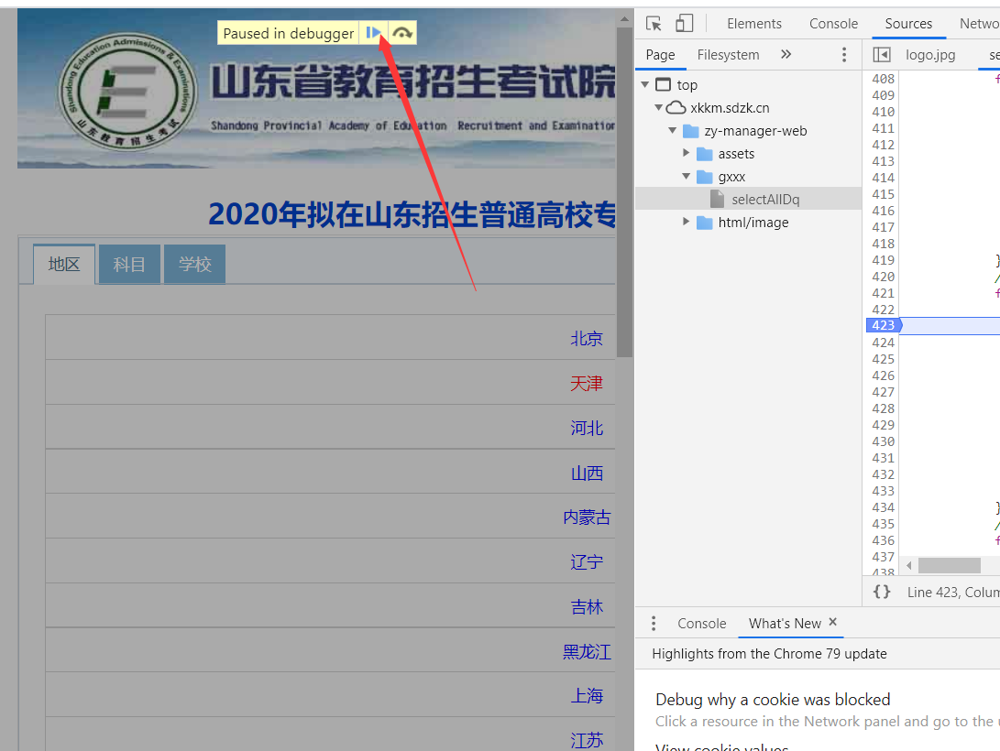 Paused in debugger
Shandong Education Admissions & Examinations
山东教育招生考试
山东省教育招生考试院
Shandong Provincial Academy of Education Recruitment and Examination
2020年拟在山东招生普通高校专
地区 科目 学校
北京
天津
河北
山西
内蒙古
辽宁
吉林
黑龙江
上海
江苏
Elements Console Sources Netwo
Page Filesystem » logo.jpg se
top
xkkm.sdzk.cn
zy-manager-web
assets
gxxx
selectAllDq
html/image
408 f
409
410
411
412
413
414
415
416
417
418
419 }
420 /
421 f
422
423
424
425
426
427
428
429
430
431
432
433
434 }
435 /
436 f
437
438
{} Line 423, Colum
Console What's New ×
Highlights from the Chrome 79 update
Debug why a cookie was blocked
Click a resource in the Network panel and go to the u
View cookie values